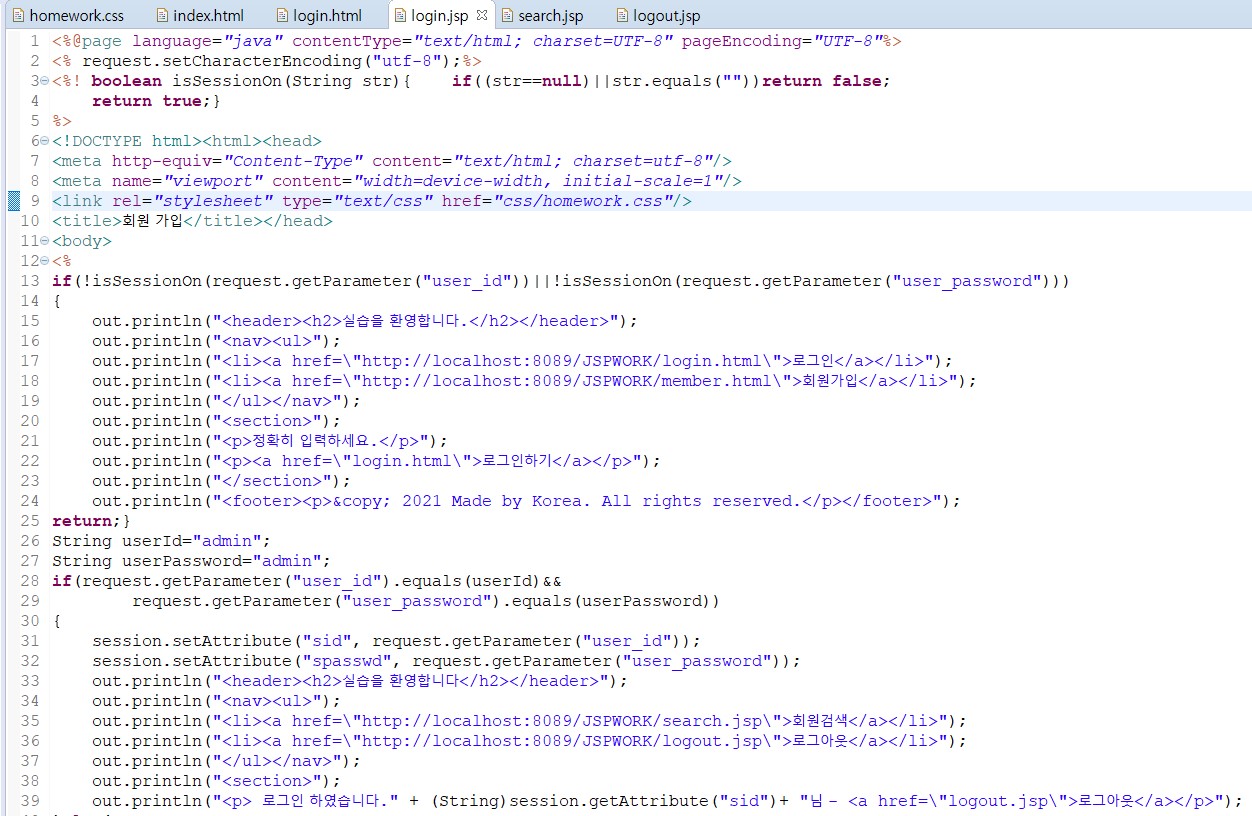 homework.css index.html login.html login.jsp search.jsp logout.jsp
1 <%@page language="java" contentType="text/html; charset=UTF-8" pageEncoding="UTF-8"%>
2 <% request.setCharacterEncoding("utf-8");%>
3 <%! boolean isSessionOn(String str){    if((str==null)||str.equals(""))return false;
4     return true;}
5 %>
6 <!DOCTYPE html><html><head>
7 <meta http-equiv="Content-Type" content="text/html; charset=utf-8"/>
8 <meta name="viewport" content="width=device-width, initial-scale=1"/>
9 <link rel="stylesheet" type="text/css" href="css/homework.css"/>
10 <title>회원 가입</title></head>
11 <body>
12 <%
13 if(!isSessionOn(request.getParameter("user_id"))||!isSessionOn(request.getParameter("user_password")))
14 {
15     out.println("<header><h2>실습을 환영합니다.</h2></header>");
16     out.println("<nav><ul>");
17     out.println("<li><a href=\"http://localhost:8089/JSPWORK/login.html\">로그인</a></li>");
18     out.println("<li><a href=\"http://localhost:8089/JSPWORK/member.html\">회원가입</a></li>");
19     out.println("</ul></nav>");
20     out.println("<section>");
21     out.println("<p>정확히 입력하세요.</p>");
22     out.println("<p><a href=\"login.html\">로그인하기</a></p>");
23     out.println("</section>");
24     out.println("<footer><p>&copy; 2021 Made by Korea. All rights reserved.</p></footer>");
25 return;}
26 String userId="admin";
27 String userPassword="admin";
28 if(request.getParameter("user_id").equals(userId)&&
29         request.getParameter("user_password").equals(userPassword))
30 {
31     session.setAttribute("sid", request.getParameter("user_id"));
32     session.setAttribute("spasswd", request.getParameter("user_password"));
33     out.println("<header><h2>실습을 환영합니다</h2></header>");
34     out.println("<nav><ul>");
35     out.println("<li><a href=\"http://localhost:8089/JSPWORK/search.jsp\">회원검색</a></li>");
36     out.println("<li><a href=\"http://localhost:8089/JSPWORK/logout.jsp\">로그아웃</a></li>");
37     out.println("</ul></nav>");
38     out.println("<section>");
39     out.println("<p> 로그인 하였습니다." + (String)session.getAttribute("sid")+ "님 - <a href=\"logout.jsp\">로그아웃</a></p>");